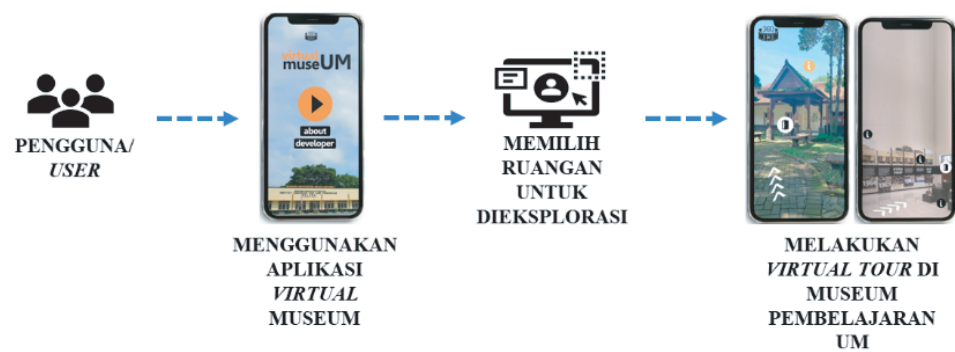 PENGGUNA/
USER
virtual
museUM
about
developer
MENGGUNAKAN
APLIKASI
VIRTUAL
MUSEUM
MEMILIH
RUANGAN
UNTUK
DIEKSPLORASI
MELAKUKAN
VIRTUAL TOUR DI
MUSEUM
PEMBELAJARAN
UM